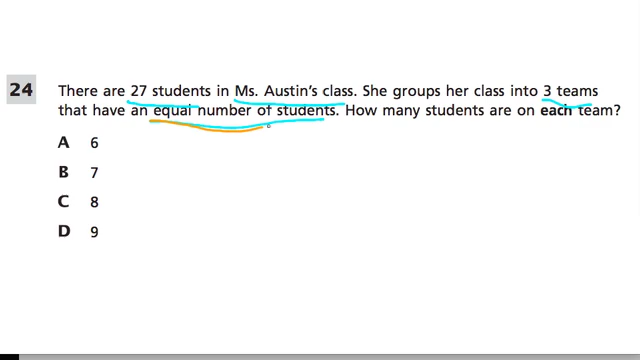 24 There are 27 students in Ms. Austin's class. She groups her class into 3 teams
that have an equal number of students. How many students are on each team?
A 6
B 7
C 8
D 9